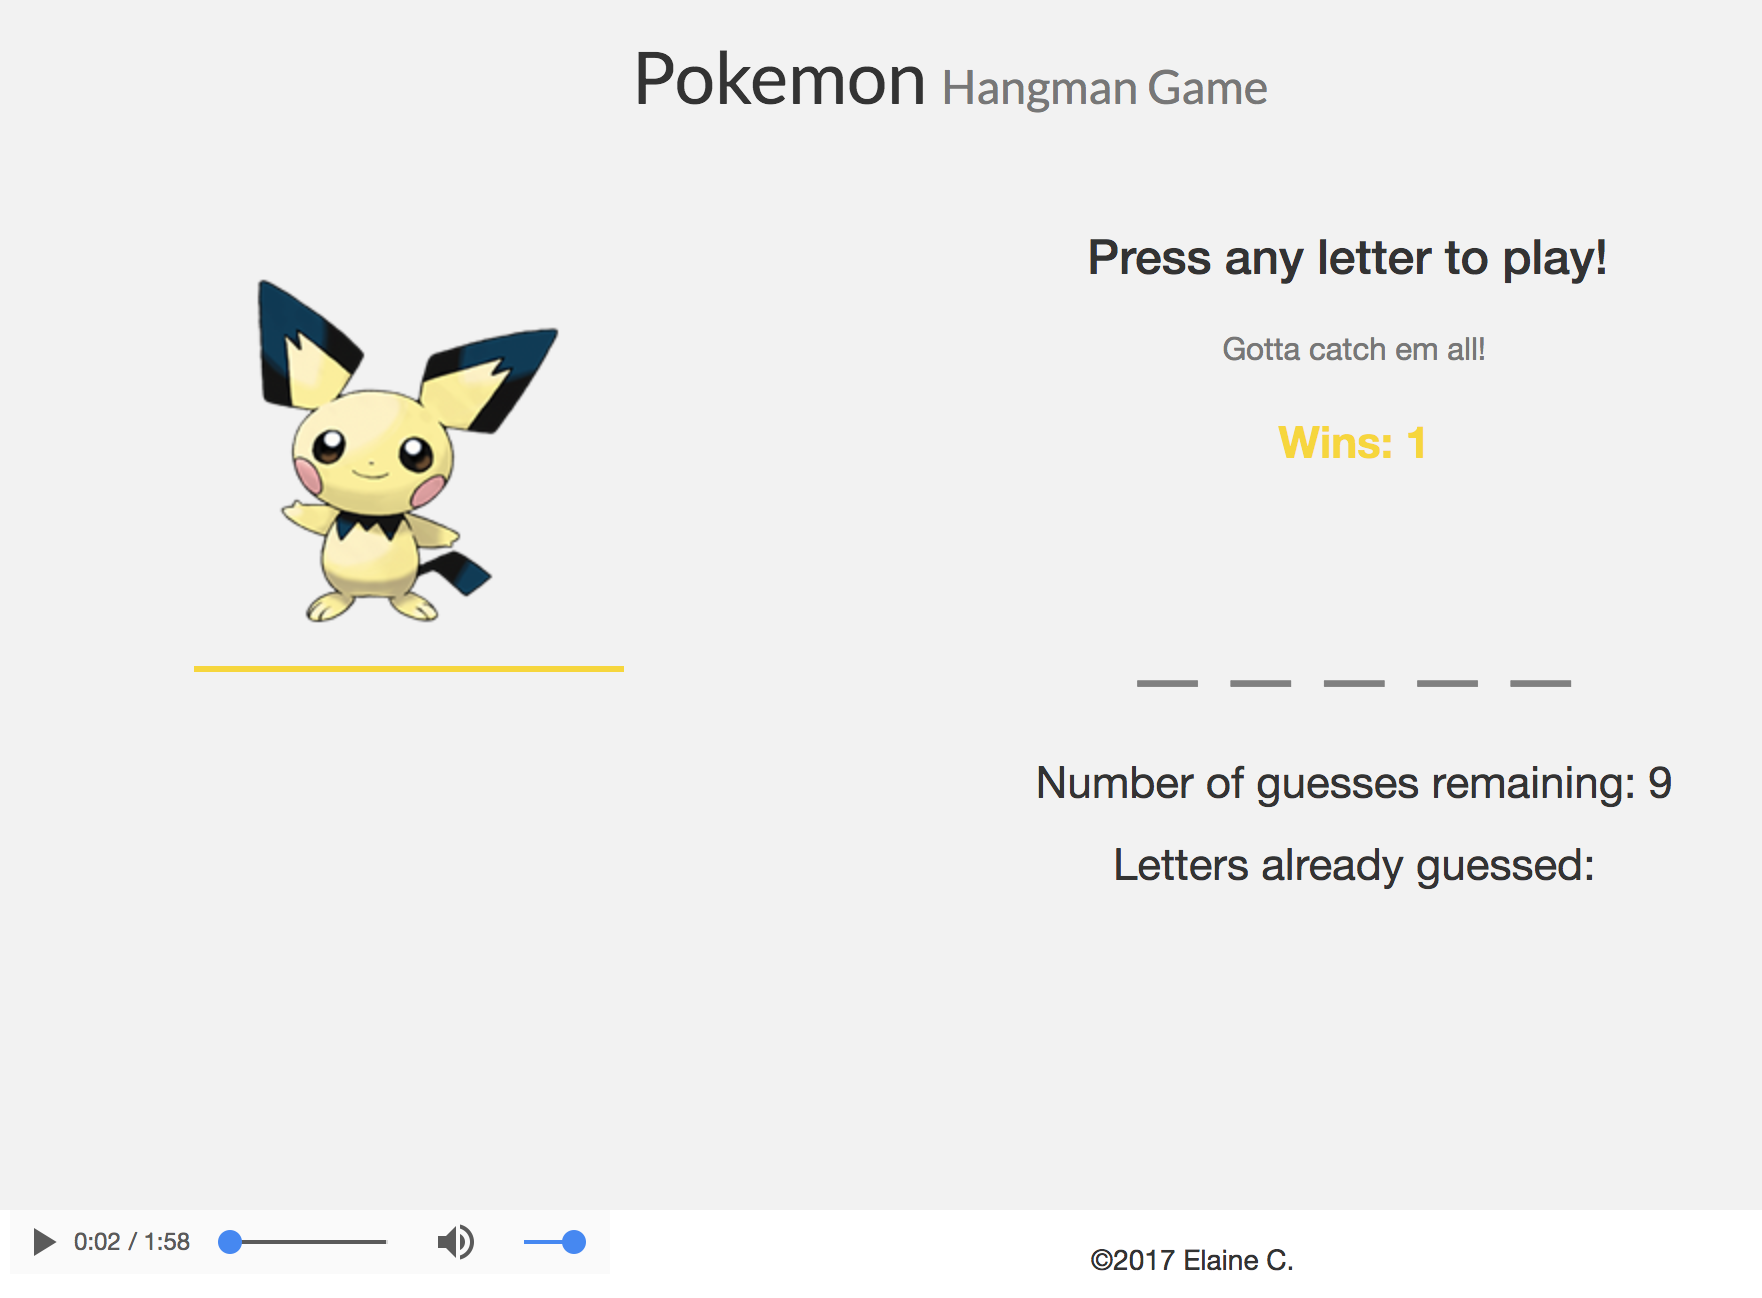 Pokemon Hangman Game
Press any letter to play!
Gotta catch em all!
Wins: 1
_ _ _ _ _
Number of guesses remaining: 9
Letters already guessed:
0:02 / 1:58
©2017 Elaine C.